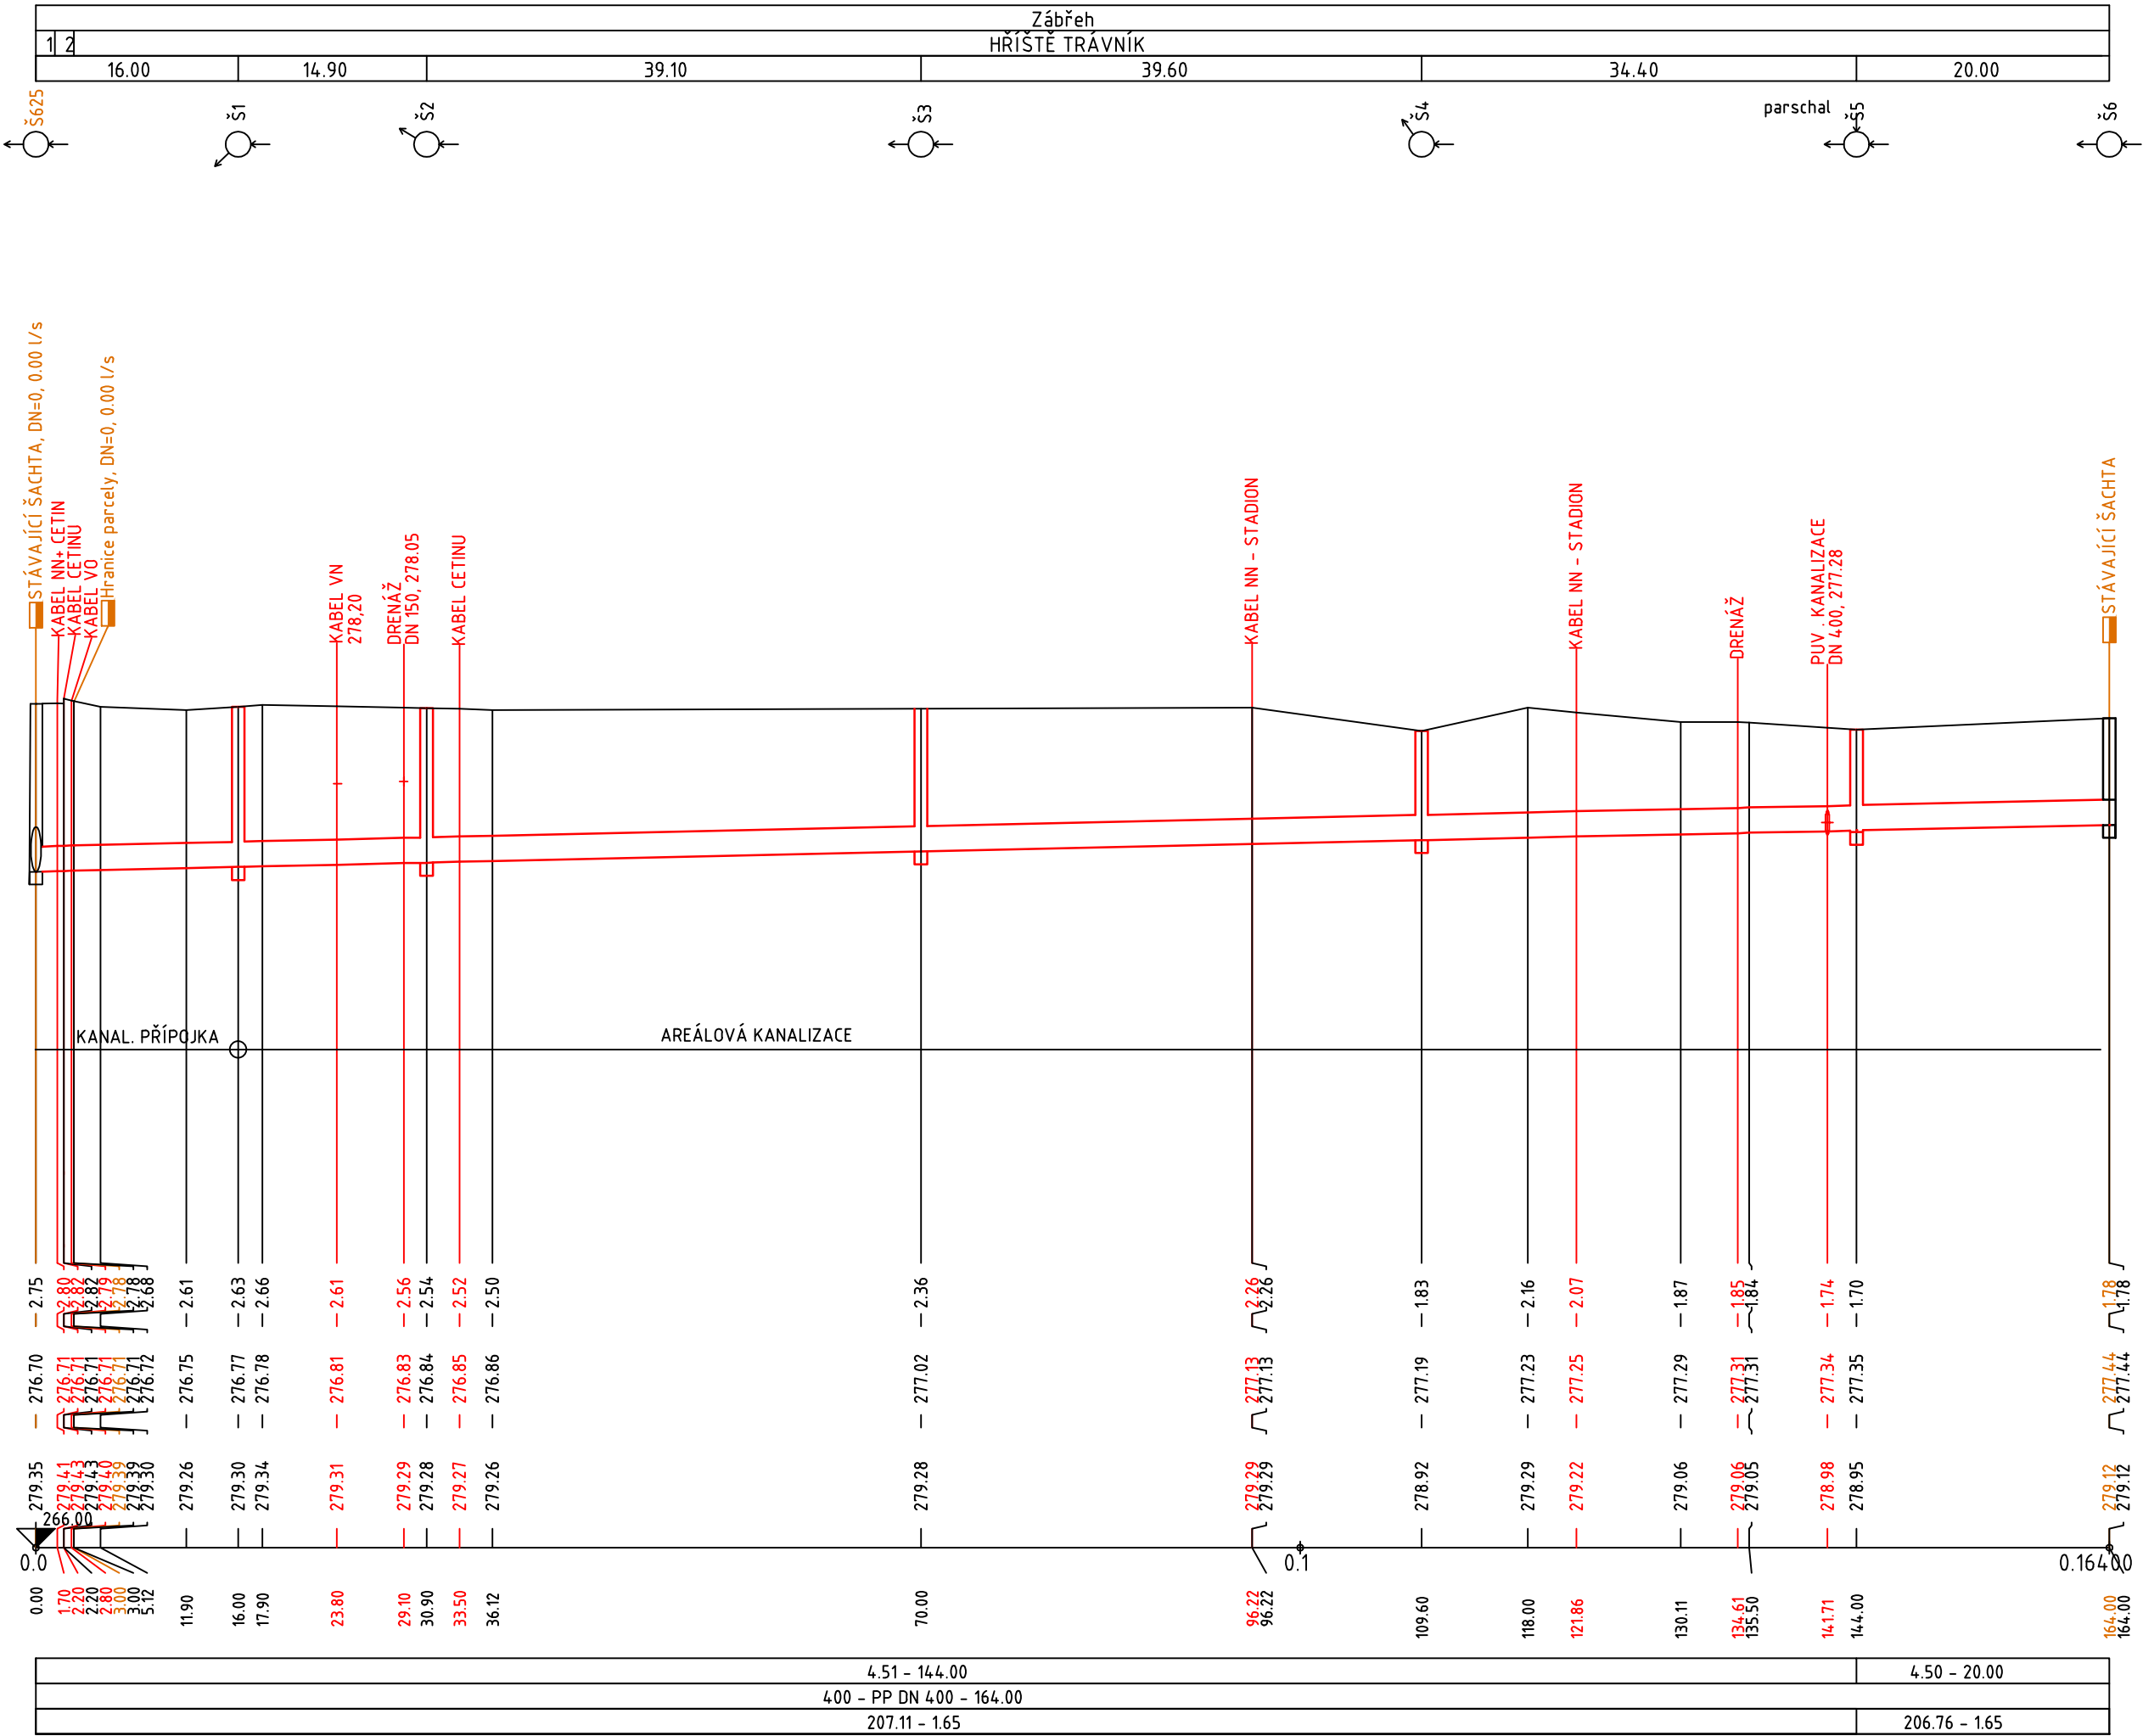 Zábřeh
1 2 HŘÍŠTĚ TRÁVNÍK
16.00 14.90 39.10 39.60 34.40 20.00
Š625 Š1 Š2 Š3 Š4 parschal Š5 Š6
STÁVAJÍCÍ ŠACHTA, DN=0, 0.00 l/s
KABEL NN+ CETIN
KABEL CETINU
KABEL VO
Hranice parcely, DN=0, 0.00 l/s
KABEL VN
278,20
DRENÁŽ
DN 150, 278.05
KABEL CETINU
KABEL NN - STADION
KABEL NN - STADION
DRENÁŽ
PUV . KANALIZACE
DN 400, 277.28
STÁVAJÍCÍ ŠACHTA
KANAL. PŘÍPOJKA
AREÁLOVÁ KANALIZACE
2.75 2.80 2.82 2.82 2.82 2.79 2.78 2.78 2.68 2.61 2.63 2.66 2.61 2.56 2.54 2.52 2.50 2.36 2.26 2.26 1.83 2.16 2.07 1.87 1.85 1.84 1.74 1.70 1.78 1.78
276.70 276.71 276.71 276.71 276.71 276.71 276.71 276.72 276.75 276.77 276.78 276.81 276.83 276.84 276.85 276.86 277.02 277.13 277.13 277.19 277.23 277.25 277.29 277.31 277.31 277.34 277.35 277.44 277.44
279.35 279.41 279.43 279.43 279.40 279.39 279.39 279.30 279.26 279.30 279.34 279.31 279.29 279.28 279.27 279.26 279.28 279.29 279.29 278.92 279.29 279.22 279.06 279.06 279.05 278.98 278.95 279.12 279.12
266.00
0.0 0.1 0.16400
0.00 1.70 2.20 2.20 2.80 3.00 3.00 5.12 11.90 16.00 17.90 23.80 29.10 30.90 33.50 36.12 70.00 96.22 96.22 109.60 118.00 121.86 130.11 134.61 135.50 141.71 144.00 164.00 164.00
4.51 - 144.00 4.50 - 20.00
400 - PP DN 400 - 164.00
207.11 - 1.65 206.76 - 1.65